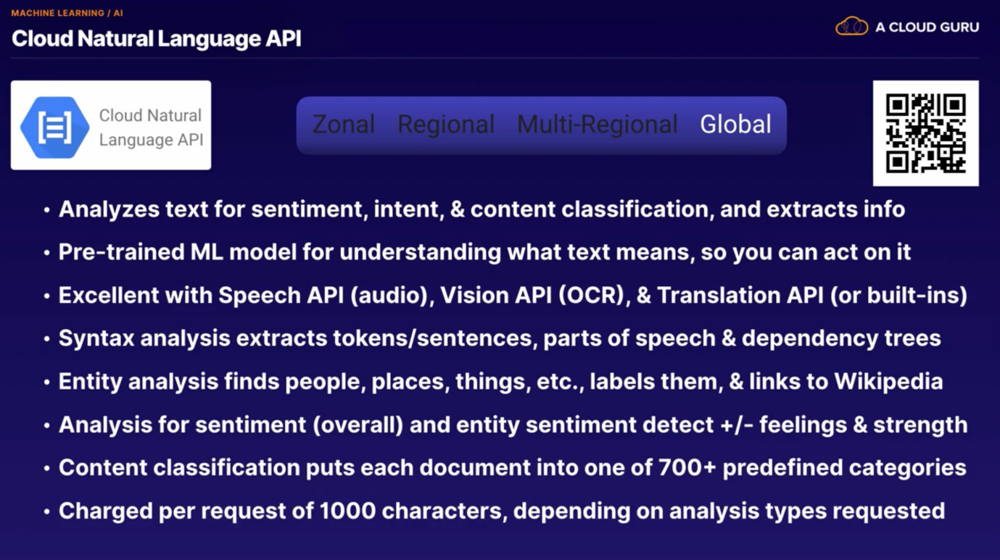 MACHINE LEARNING / AI
Cloud Natural Language API
A CLOUD GURU
Cloud Natural
Language API
Zonal Regional Multi-Regional Global
• Analyzes text for sentiment, intent, & content classification, and extracts info
• Pre-trained ML model for understanding what text means, so you can act on it
• Excellent with Speech API (audio), Vision API (OCR), & Translation API (or built-ins)
• Syntax analysis extracts tokens/sentences, parts of speech & dependency trees
• Entity analysis finds people, places, things, etc., labels them, & links to Wikipedia
• Analysis for sentiment (overall) and entity sentiment detect +/- feelings & strength
• Content classification puts each document into one of 700+ predefined categories
• Charged per request of 1000 characters, depending on analysis types requested